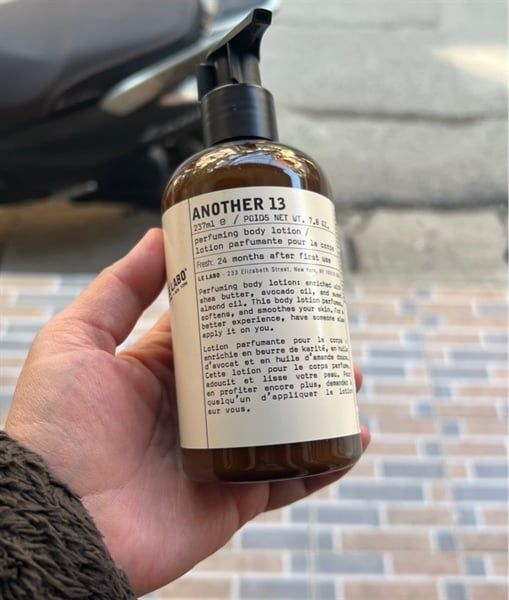 ANOTHER 13
237ml ℮ / POIDS NET WT. 7.8 OZ.
perfuming body lotion /
lotion parfumante pour le corps
Fresh: 24 months after first use
LE LABO - 233 Elizabeth Street, New York, NY
LABO
Perfuming body lotion: enriched with
shea butter, avocado oil, and sweet
almond oil. This body lotion perfumes,
softens, and smoothes your skin. For a
better experience, have someone else
apply it on you.
Lotion parfumante pour le corps
enrichie en beurre de karité, en huile
d'avocat et en huile d'amande douce.
Cette lotion pour le corps parfume,
adoucit et lisse votre peau. Pour
en profiter encore plus, demandez à
quelqu'un d'appliquer la lotion
sur vous.